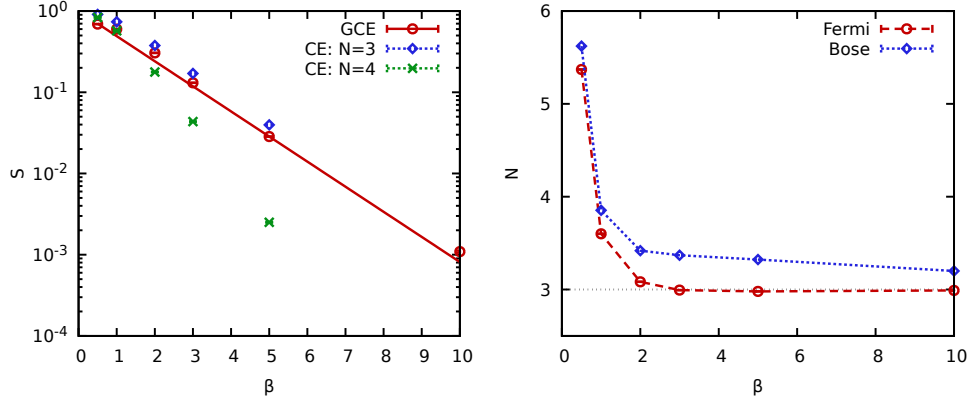 10^0
10^-1
10^-2
10^-3
10^-4
S
GCE
CE: N=3
CE: N=4
0 1 2 3 4 5 6 7 8 9 10
β
6
5
4
3
N
Fermi
Bose
0 2 4 6 8 10
β